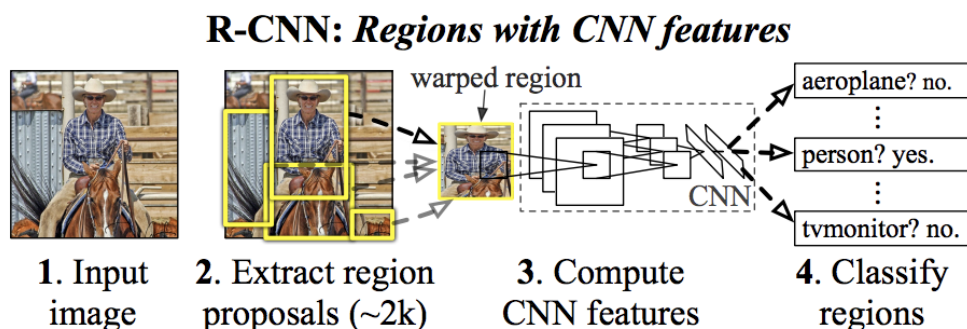 R-CNN: Regions with CNN features
warped region
aeroplane? no.
person? yes.
CNN
tvmonitor? no.
1. Input
image
2. Extract region
proposals (~2k)
3. Compute
CNN features
4. Classify
regions